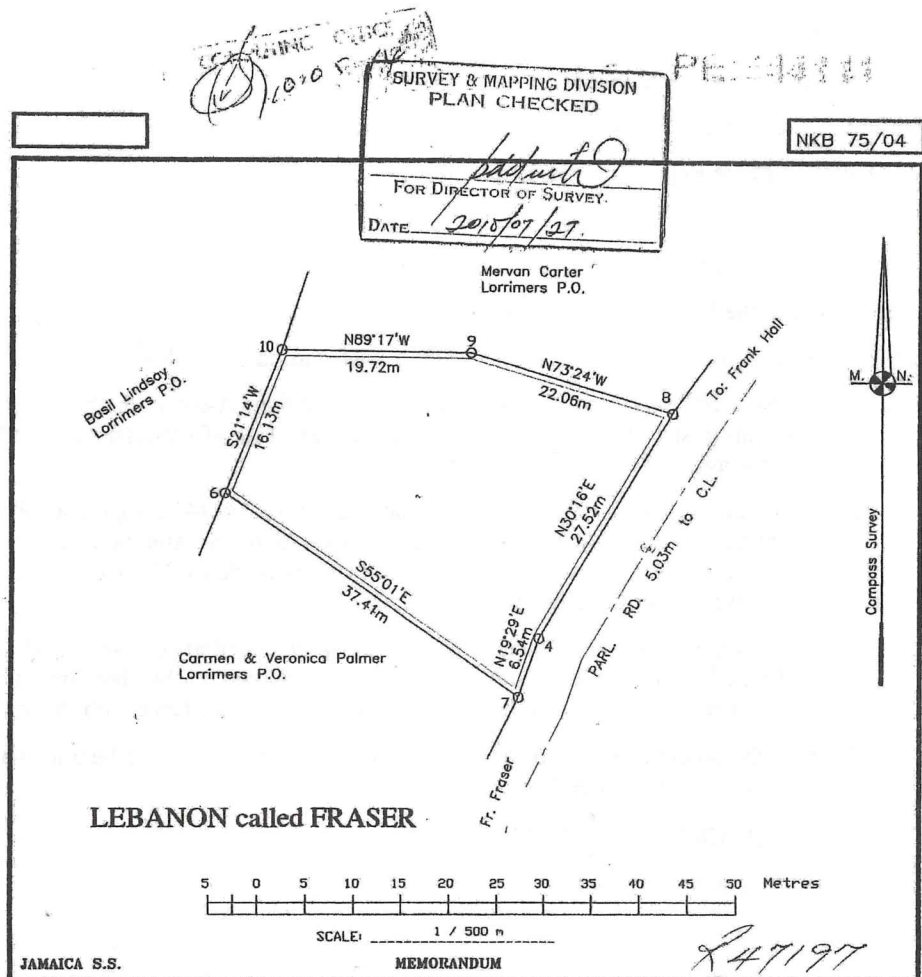 COMPUTING OFFICE
SURVEY & MAPPING DIVISION
PLAN CHECKED
FOR DIRECTOR OF SURVEY.
DATE 2010/07/27.
NKB 75/04
Mervan Carter
Lorrimers P.O.
10
N89°17'W
19.72m
9
N73°24'W
22.06m
8
To: Frank Hall
Basil Lindsay
Lorrimers P.O.
S21°14'W
16.13m
6
M. N.
N30°16'E
27.52m
PARL. RD. 5.03m to C.L.
Compass Survey
S55°01'E
37.41m
N19°29'E
6.54m
4
7
Carmen & Veronica Palmer
Lorrimers P.O.
Fr. Fraser
LEBANON called FRASER
5 0 5 10 15 20 25 30 35 40 45 50 Metres
SCALE: 1 / 500 m
R47197
JAMAICA S.S. MEMORANDUM